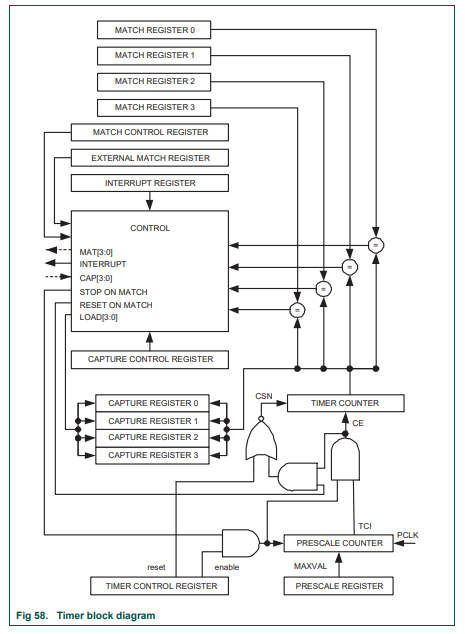 MATCH REGISTER 0
MATCH REGISTER 1
MATCH REGISTER 2
MATCH REGISTER 3
MATCH CONTROL REGISTER
EXTERNAL MATCH REGISTER
INTERRUPT REGISTER
CONTROL
=
MAT[3:0]
INTERRUPT
=
CAP[3:0]
STOP ON MATCH
=
RESET ON MATCH
=
LOAD[3:0]
CAPTURE CONTROL REGISTER
CSN
CAPTURE REGISTER 0
TIMER COUNTER
CAPTURE REGISTER 1
CE
CAPTURE REGISTER 2
CAPTURE REGISTER 3
TCI
PCLK
PRESCALE COUNTER
reset
enable
MAXVAL
TIMER CONTROL REGISTER
PRESCALE REGISTER
Fig 58. Timer block diagram